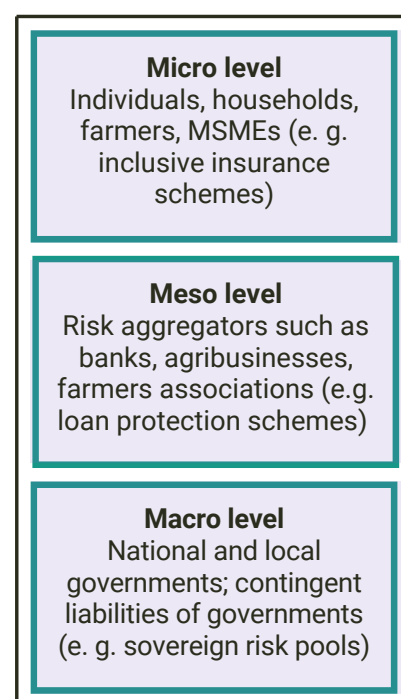 Micro level
Individuals, households,
farmers, MSMEs (e. g.
inclusive insurance
schemes)
Meso level
Risk aggregators such as
banks, agribusinesses,
farmers associations (e.g.
loan protection schemes)
Macro level
National and local
governments; contingent
liabilities of governments
(e. g. sovereign risk pools)